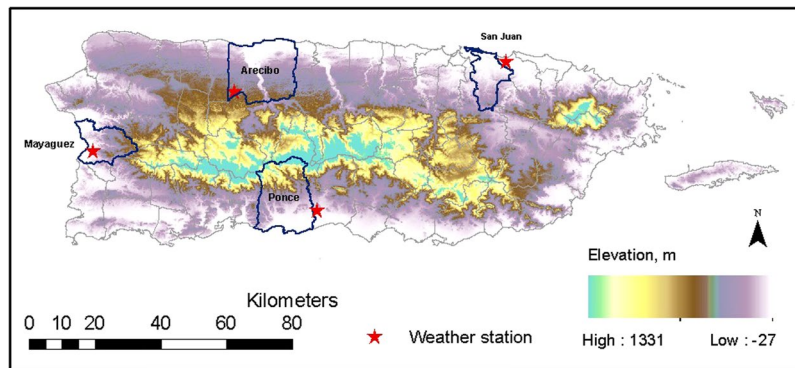 San Juan
Arecibo
Mayaguez
Ponce
N
Elevation, m
High : 1331 Low : -27
Kilometers
0 10 20 40 60 80
Weather station